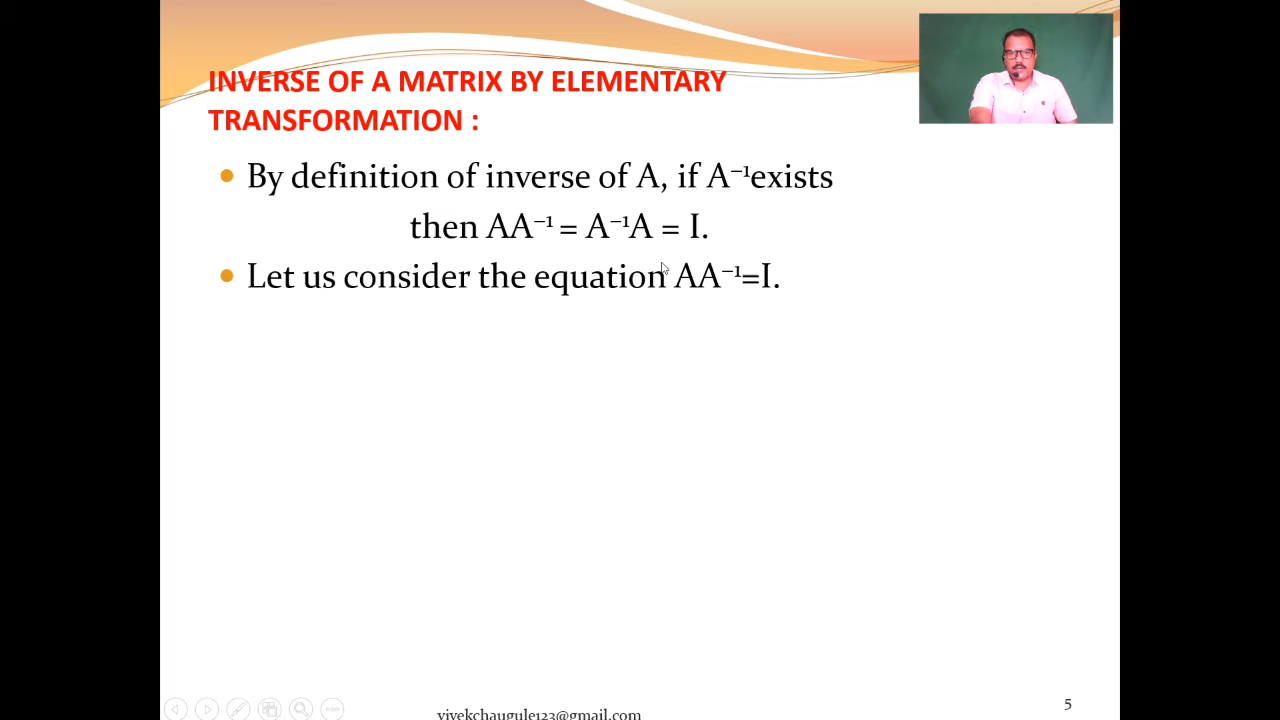 INVERSE OF A MATRIX BY ELEMENTARY
TRANSFORMATION :
By definition of inverse of A, if A⁻¹exists
then AA⁻¹ = A⁻¹A = I.
Let us consider the equation AA⁻¹=I.
5
vivekchaugule123@gmail.com